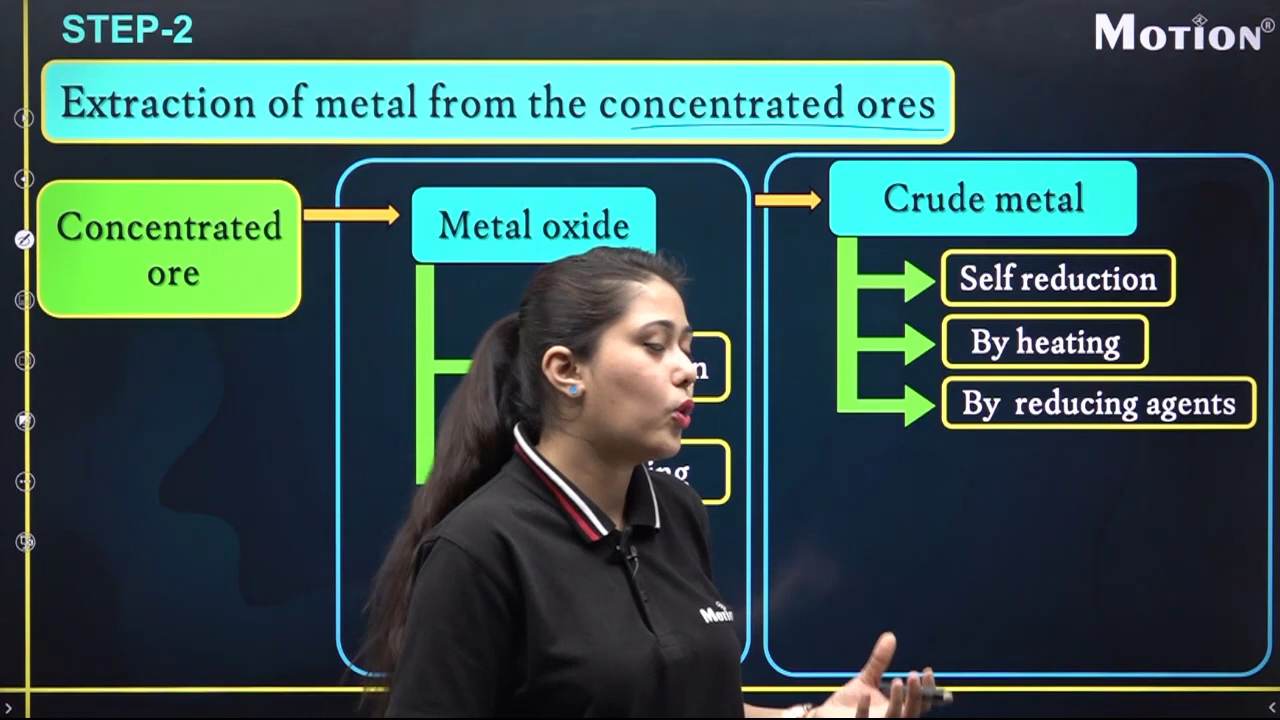 STEP-2
MOTION®
Extraction of metal from the concentrated ores
Concentrated
ore
Metal oxide
Crude metal
Self reduction
By heating
By reducing agents